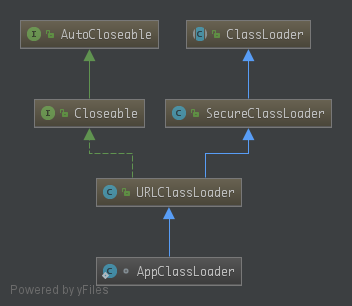 AutoCloseable
ClassLoader
Closeable
SecureClassLoader
URLClassLoader
AppClassLoader
Powered by yFiles